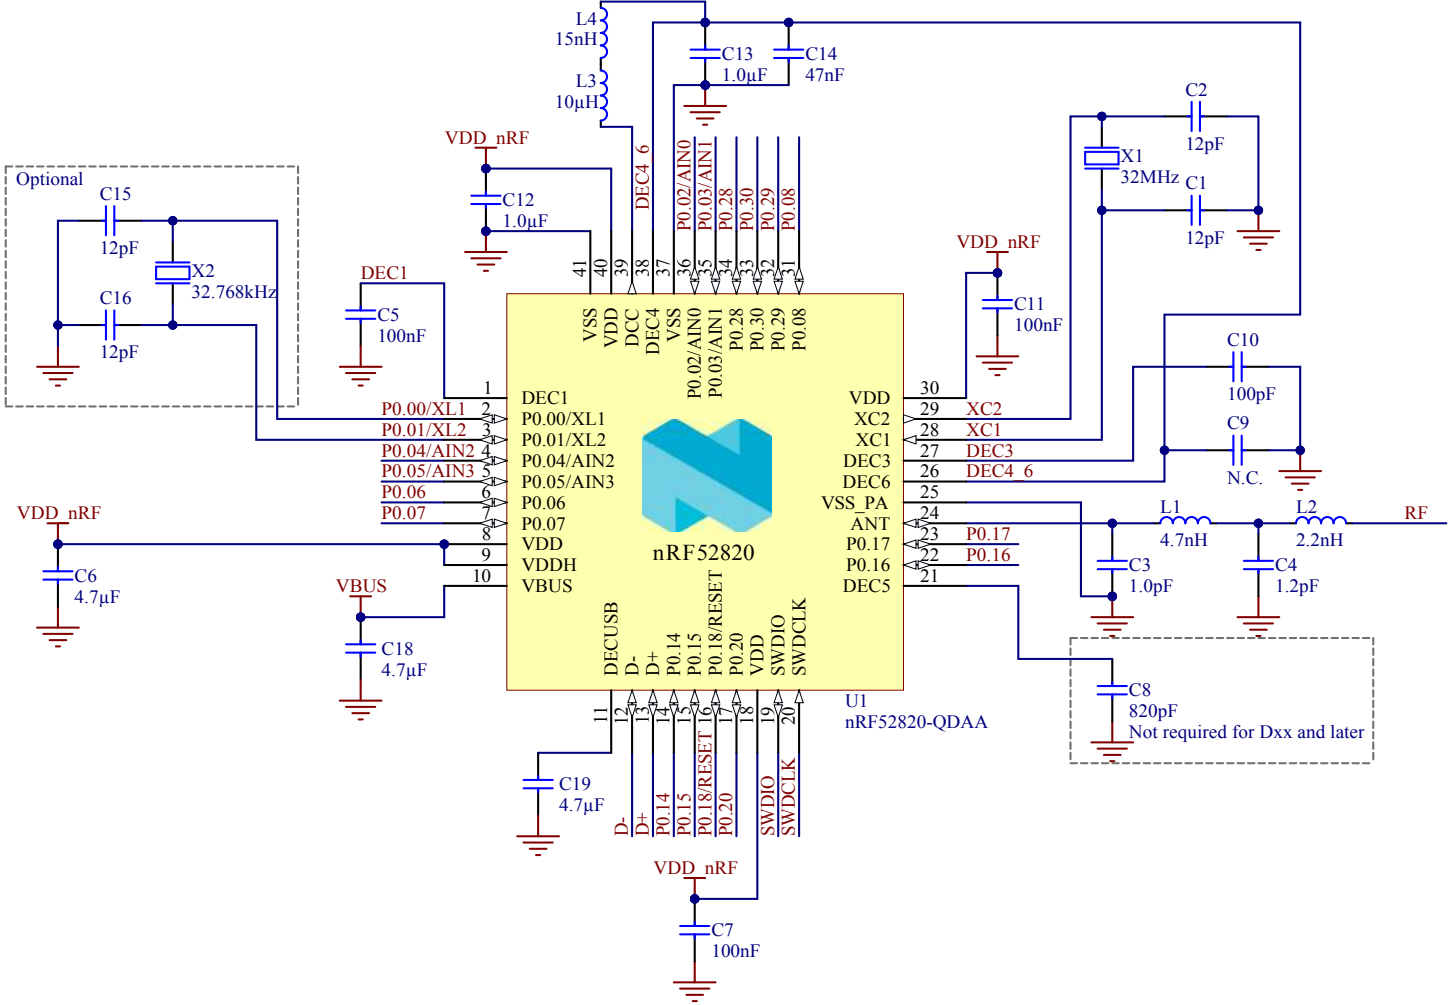 L4
15nH
L3
10µH
C13
1.0µF
C14
47nF
C2
12pF
X1
32MHz
C1
12pF
VDD_nRF
C12
1.0µF
DEC4_6
P0.02/AIN0
P0.03/AIN1
P0.28
P0.30
P0.29
P0.08
Optional
C15
12pF
X2
32.768kHz
C16
12pF
DEC1
C5
100nF
VDD_nRF
C11
100nF
C10
100pF
C9
N.C.
41
40
39
38
37
36
35
34
33
32
31
VSS
VDD
DCC
DEC4
VSS
P0.02/AIN0
P0.03/AIN1
P0.28
P0.30
P0.29
P0.08
1 DEC1
P0.00/XL1 2 P0.00/XL1
P0.01/XL2 3 P0.01/XL2
P0.04/AIN2 4 P0.04/AIN2
P0.05/AIN3 5 P0.05/AIN3
P0.06 6 P0.06
P0.07 7 P0.07
8 VDD
9 VDDH
10 VBUS
VDD 30
XC2 29 XC2
XC1 28 XC1
DEC3 27 DEC3
DEC6 26 DEC4_6
VSS_PA 25
ANT 24
P0.17 23 P0.17
P0.16 22 P0.16
DEC5 21
nRF52820
VDD_nRF
C6
4.7µF
VBUS
C18
4.7µF
L1
4.7nH
L2
2.2nH
RF
C3
1.0pF
C4
1.2pF
DECUSB
D-
D+
P0.14
P0.15
P0.18/RESET
P0.20
VDD
SWDIO
SWDCLK
11
12
13
14
15
16
17
18
19
20
U1
nRF52820-QDAA
C8
820pF
Not required for Dxx and later
C19
4.7µF
D-
D+
P0.14
P0.15
P0.18/RESET
P0.20
SWDIO
SWDCLK
VDD_nRF
C7
100nF